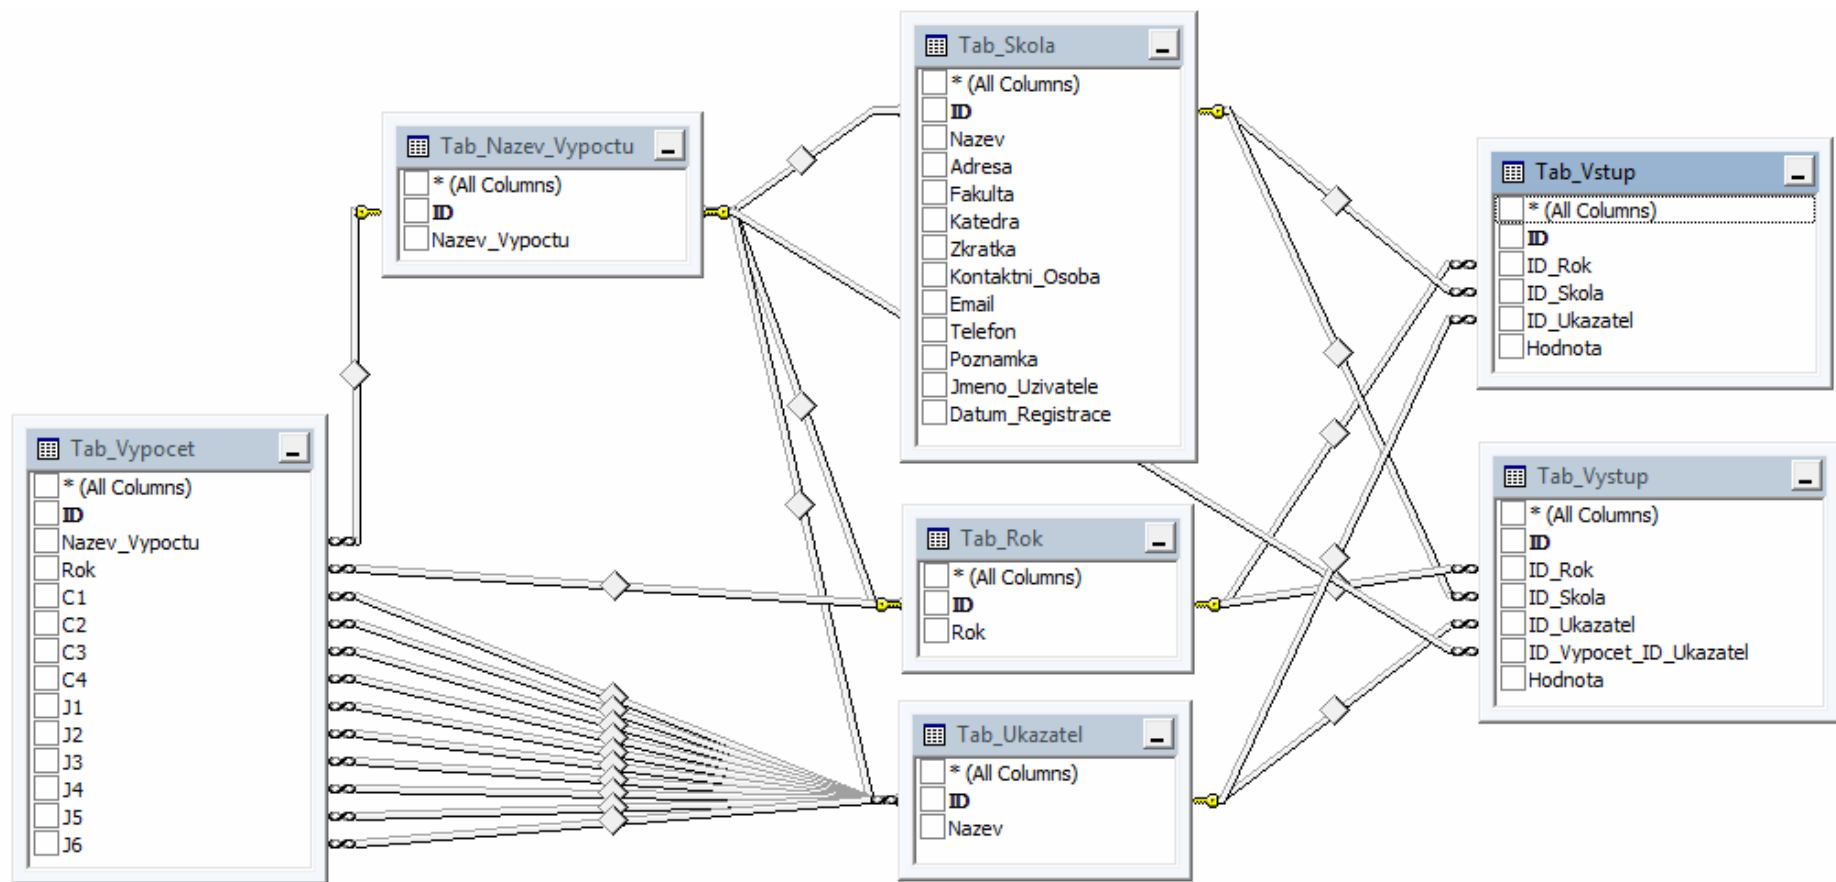 Tab_Nazev_Vypoctu
* (All Columns)
ID
Nazev_Vypoctu
Tab_Vypocet
* (All Columns)
ID
Nazev_Vypoctu
Rok
C1
C2
C3
C4
J1
J2
J3
J4
J5
J6
Tab_Skola
* (All Columns)
ID
Nazev
Adresa
Fakulta
Katedra
Zkratka
Kontaktni_Osoba
Email
Telefon
Poznamka
Jmeno_Uzivatele
Datum_Registrace
Tab_Rok
* (All Columns)
ID
Rok
Tab_Ukazatel
* (All Columns)
ID
Nazev
Tab_Vstup
* (All Columns)
ID
ID_Rok
ID_Skola
ID_Ukazatel
Hodnota
Tab_Vystup
* (All Columns)
ID
ID_Rok
ID_Skola
ID_Ukazatel
ID_Vypocet_ID_Ukazatel
Hodnota